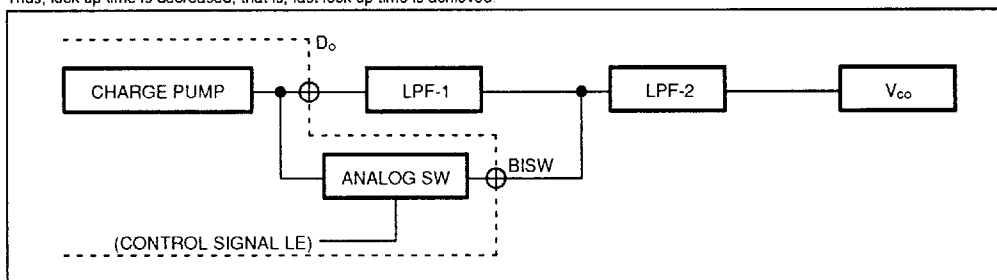 Thus, lock up time is decreased, that is, fast lock up time is achieved.
Do
CHARGE PUMP
LPF-1
LPF-2
Vco
ANALOG SW
BISW
(CONTROL SIGNAL LE)